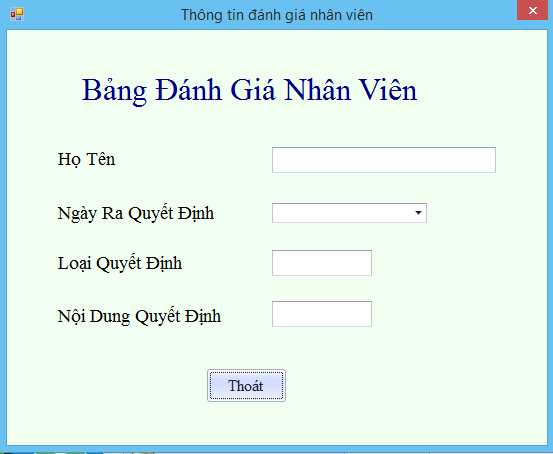 Thông tin đánh giá nhân viên
Bảng Đánh Giá Nhân Viên
Họ Tên
Ngày Ra Quyết Định
Loại Quyết Định
Nội Dung Quyết Định
Thoát